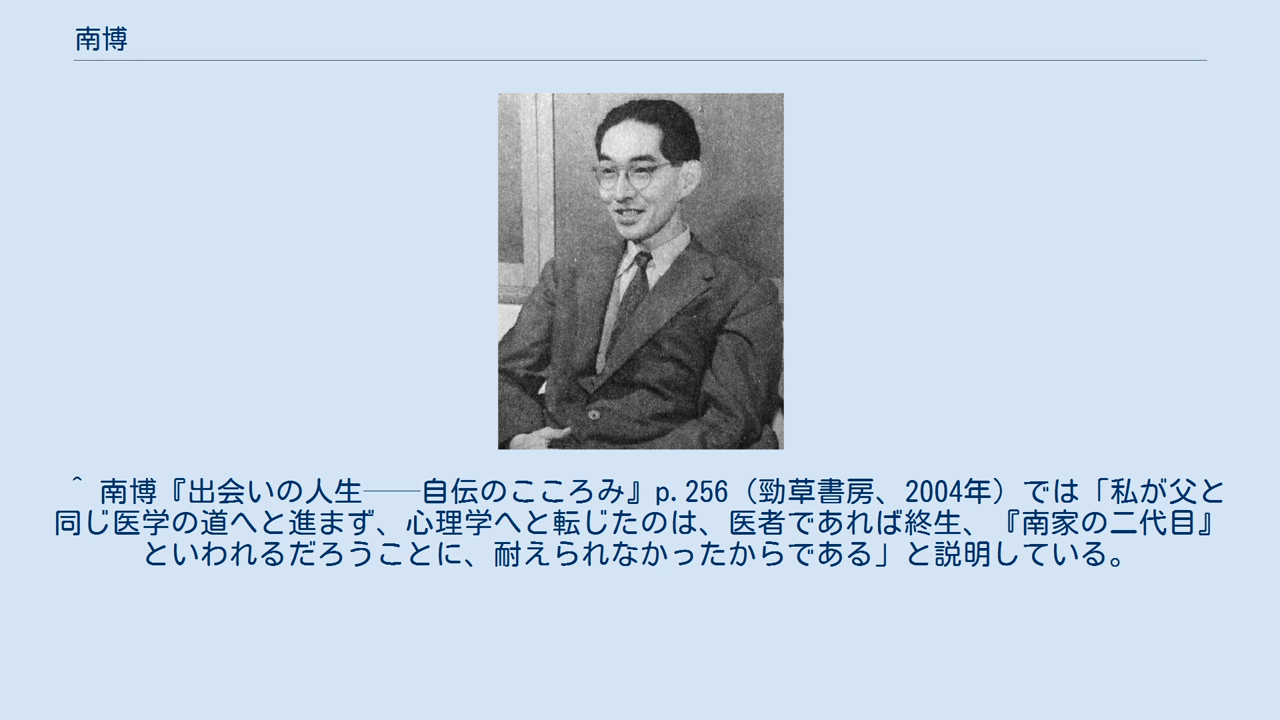 南博
^ 南博『出会いの人生――自伝のこころみ』p.256（勁草書房、2004年）では「私が父と
同じ医学の道へと進まず、心理学へと転じたのは、医者であれば終生、『南家の二代目』
といわれるだろうことに、耐えられなかったからである」と説明している。